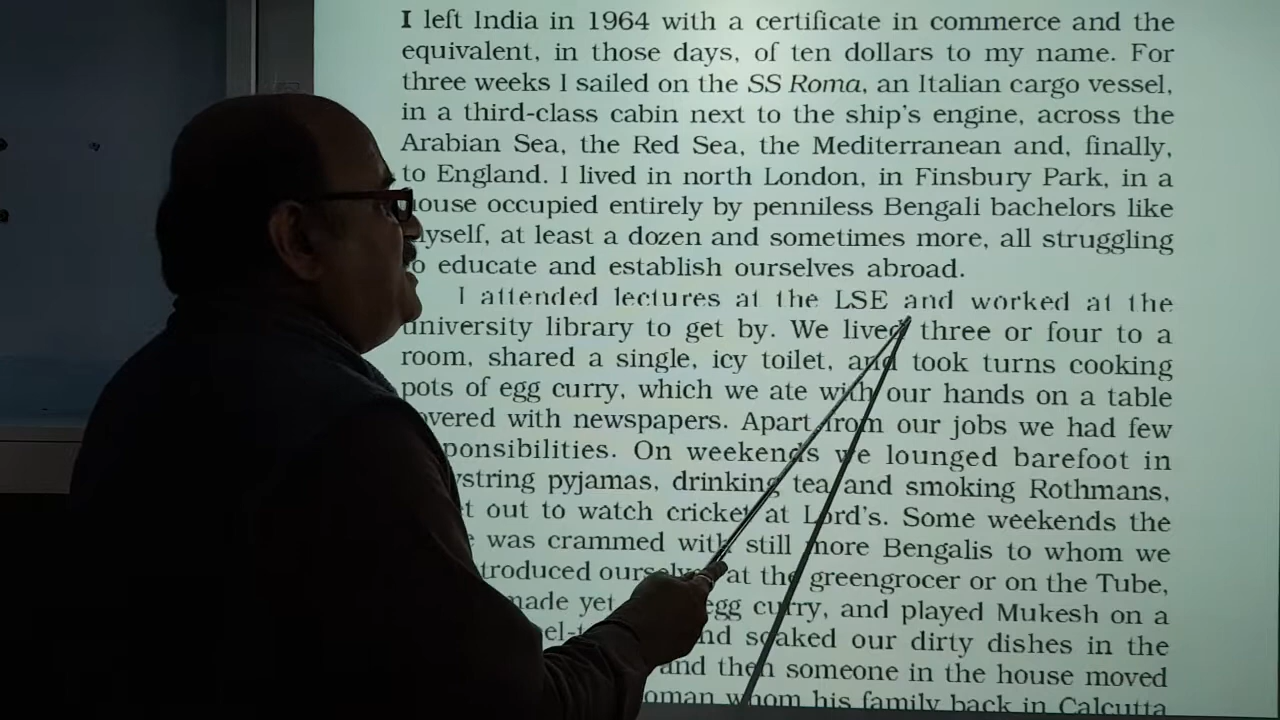 I left India in 1964 with a certificate in commerce and the
equivalent, in those days, of ten dollars to my name. For
three weeks I sailed on the SS Roma, an Italian cargo vessel,
in a third-class cabin next to the ship's engine, across the
Arabian Sea, the Red Sea, the Mediterranean and, finally,
to England. I lived in north London, in Finsbury Park, in a
house occupied entirely by penniless Bengali bachelors like
myself, at least a dozen and sometimes more, all struggling
to educate and establish ourselves abroad.
I attended lectures at the LSE and worked at the
university library to get by. We lived three or four to a
room, shared a single, icy toilet, and took turns cooking
pots of egg curry, which we ate with our hands on a table
covered with newspapers. Apart from our jobs we had few
responsibilities. On weekends we lounged barefoot in
pyjamas, drinking tea and smoking Rothmans,
out to watch cricket at Lord's. Some weekends the
was crammed with still more Bengalis to whom we
ourselves at the greengrocer or on the Tube,
made yet egg curry, and played Mukesh on a
and soaked our dirty dishes in the
and then someone in the house moved
whom his family back in Calcutta